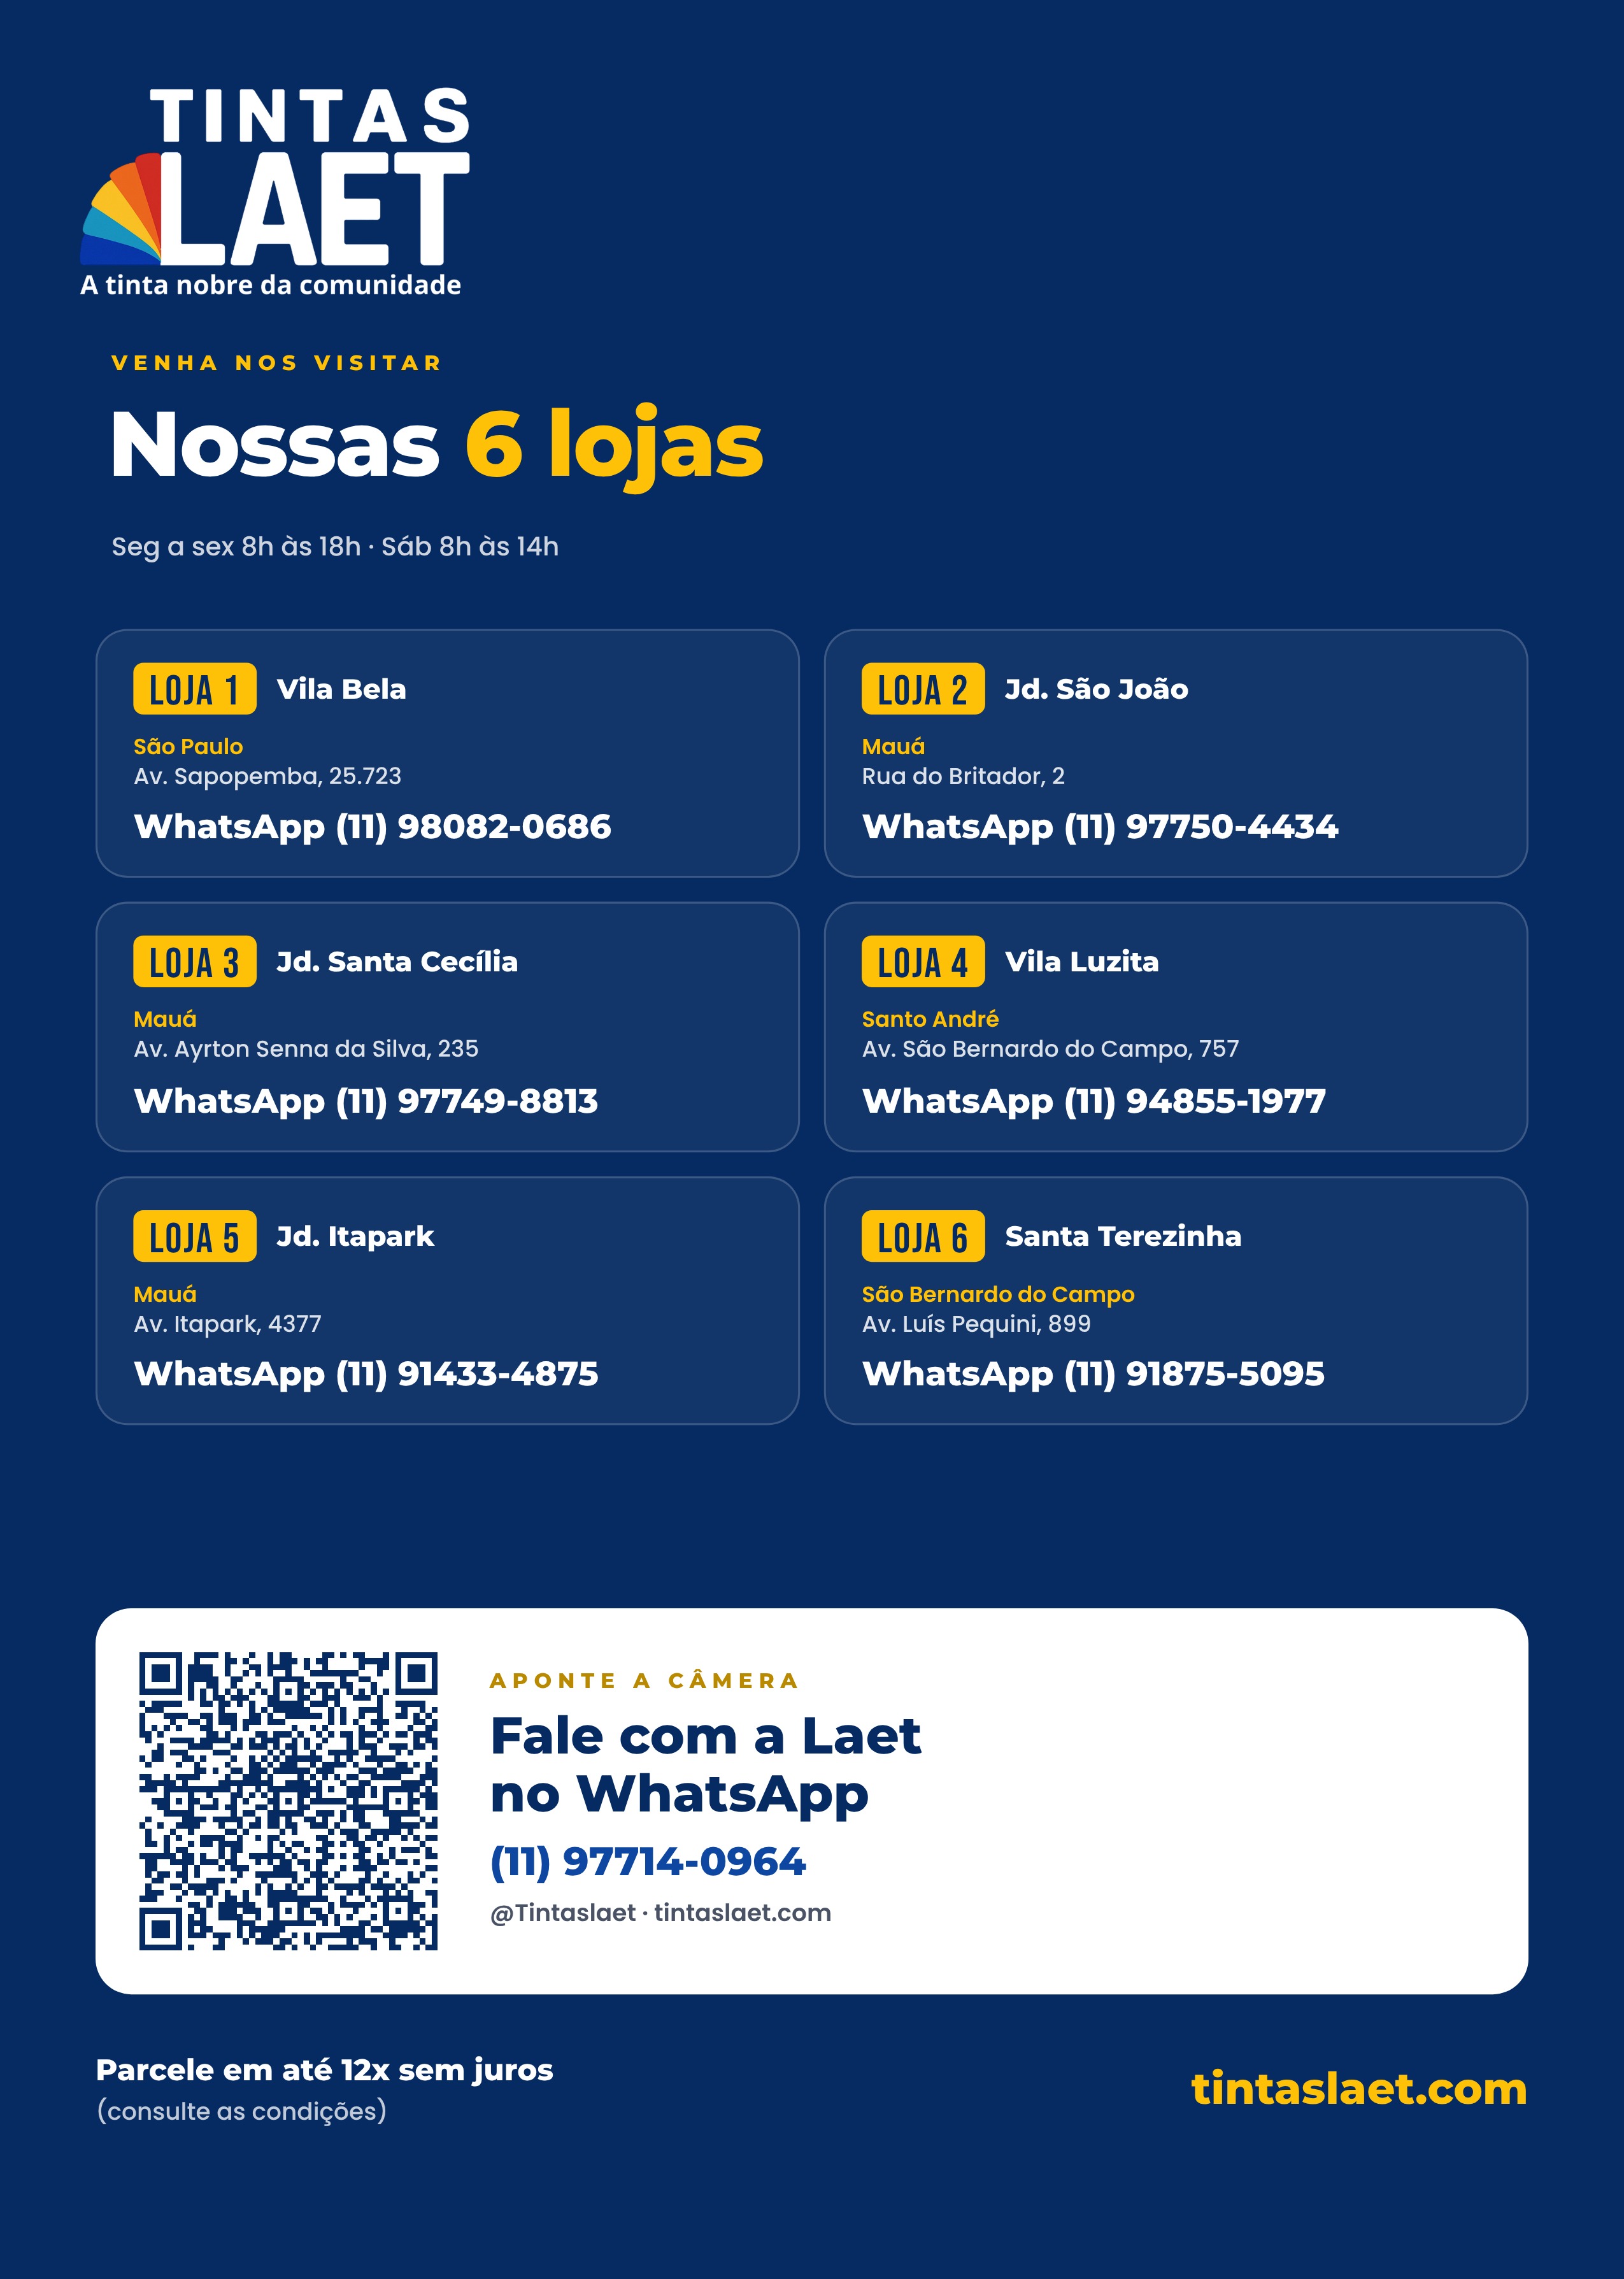 TINTAS
LAET
A tinta nobre da comunidade
VENHA NOS VISITAR
Nossas 6 lojas
Seg a sex 8h às 18h · Sáb 8h às 14h
LOJA 1 Vila Bela
São Paulo
Av. Sapopemba, 25.723
WhatsApp (11) 98082-0686
LOJA 2 Jd. São João
Mauá
Rua do Britador, 2
WhatsApp (11) 97750-4434
LOJA 3 Jd. Santa Cecília
Mauá
Av. Ayrton Senna da Silva, 235
WhatsApp (11) 97749-8813
LOJA 4 Vila Luzita
Santo André
Av. São Bernardo do Campo, 757
WhatsApp (11) 94855-1977
LOJA 5 Jd. Itapark
Mauá
Av. Itapark, 4377
WhatsApp (11) 91433-4875
LOJA 6 Santa Terezinha
São Bernardo do Campo
Av. Luís Pequini, 899
WhatsApp (11) 91875-5095
APONTE A CÂMERA
Fale com a Laet
no WhatsApp
(11) 97714-0964
@Tintaslaet · tintaslaet.com
Parcele em até 12x sem juros
(consulte as condições)
tintaslaet.com